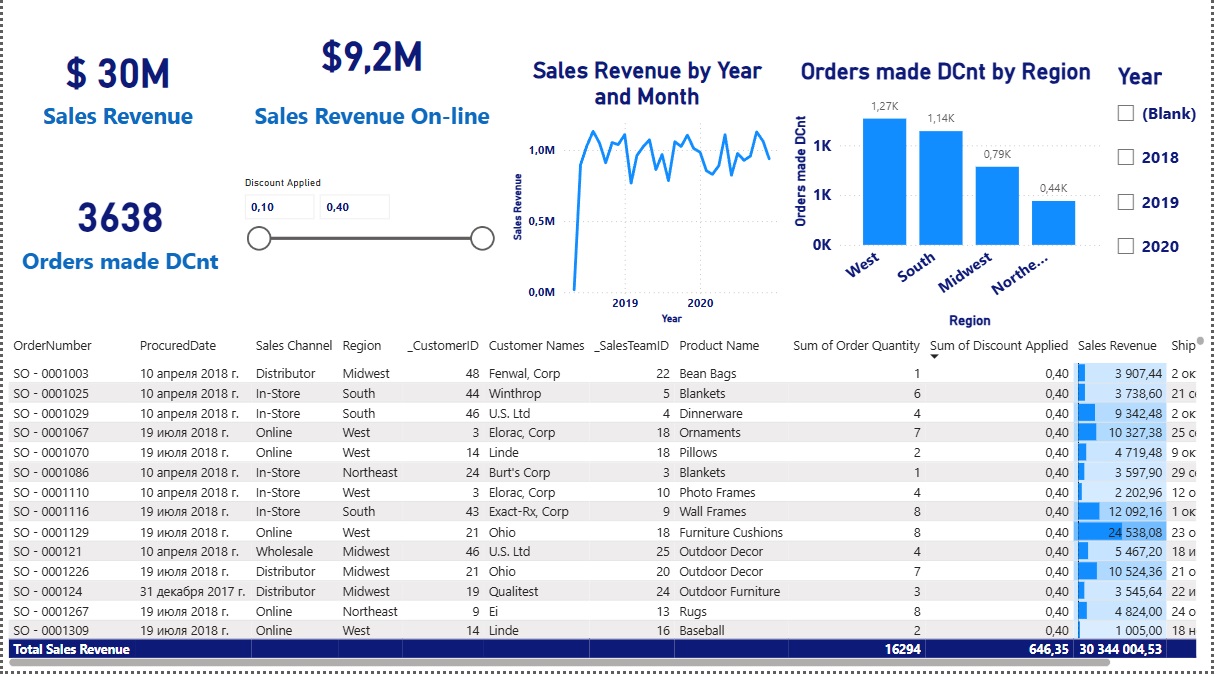 $ 30M
Sales Revenue
$9,2M
Sales Revenue On-line
3638
Orders made DCnt
Discount Applied
0,10 0,40
Sales Revenue by Year
and Month
Sales Revenue
1,0M
0,5M
0,0M
2019 2020
Year
Orders made DCnt by Region
Orders made DCnt
1K
1K
0K
1,27K
1,14K
0,79K
0,44K
West South Midwest Northe...
Region
Year
(Blank)
2018
2019
2020
OrderNumber ProcuredDate Sales Channel Region _CustomerID Customer Names _SalesTeamID Product Name Sum of Order Quantity Sum of Discount Applied Sales Revenue Ship
SO - 0001003 10 апреля 2018 г. Distributor Midwest 48 Fenwal, Corp 22 Bean Bags 1 0,40 3 907,44 2 ок
SO - 0001025 10 апреля 2018 г. In-Store South 44 Winthrop 5 Blankets 6 0,40 3 738,60 21 с
SO - 0001029 10 апреля 2018 г. In-Store South 46 U.S. Ltd 4 Dinnerware 4 0,40 9 342,48 2 ок
SO - 0001067 19 июля 2018 г. Online West 3 Elorac, Corp 18 Ornaments 7 0,40 10 327,38 25 с
SO - 0001070 19 июля 2018 г. Online West 14 Linde 18 Pillows 2 0,40 4 719,48 9 ок
SO - 0001086 10 апреля 2018 г. In-Store Northeast 24 Burt's Corp 3 Blankets 1 0,40 3 597,90 29 с
SO - 0001110 10 апреля 2018 г. In-Store West 3 Elorac, Corp 10 Photo Frames 4 0,40 2 202,96 12 о
SO - 0001116 19 июля 2018 г. In-Store South 43 Exact-Rx, Corp 9 Wall Frames 8 0,40 12 092,16 1 ок
SO - 0001129 19 июля 2018 г. Online West 21 Ohio 18 Furniture Cushions 8 0,40 24 538,08 23 о
SO - 000121 10 апреля 2018 г. Wholesale Midwest 46 U.S. Ltd 25 Outdoor Decor 4 0,40 5 467,20 18 и
SO - 0001226 19 июля 2018 г. Distributor Midwest 21 Ohio 20 Outdoor Decor 7 0,40 10 524,36 21 о
SO - 000124 31 декабря 2017 г. Distributor Midwest 19 Qualitest 24 Outdoor Furniture 3 0,40 3 545,64 22 и
SO - 0001267 19 июля 2018 г. Online Northeast 9 Ei 13 Rugs 8 0,40 4 824,00 24 о
SO - 0001309 19 июля 2018 г. Online West 14 Linde 16 Baseball 2 0,40 1 005,00 18 н
Total Sales Revenue 16294 646,35 30 344 004,53